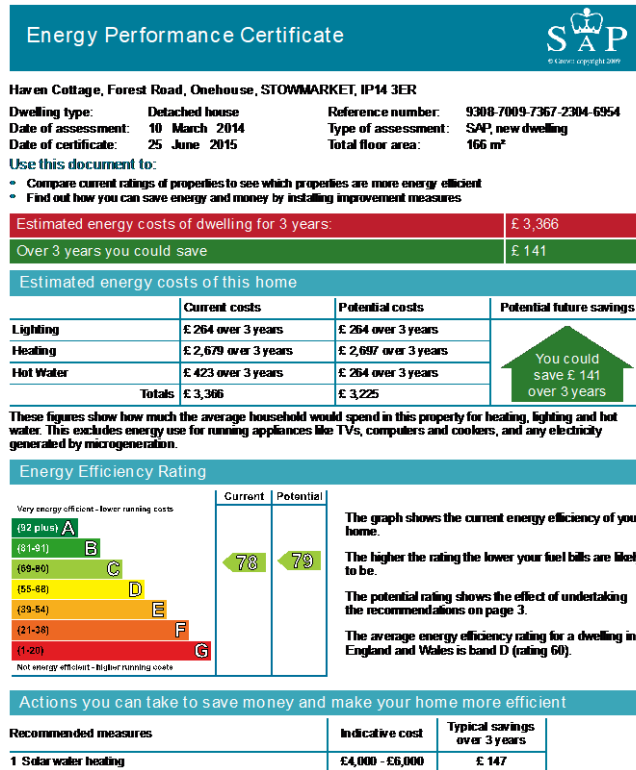 Energy Performance Certificate
SAP
© Crown copyright 2009
Haven Cottage, Forest Road, Onehouse, STOWMARKET, IP14 3ER
Dwelling type: Detached house Reference number: 9308-7009-7367-2304-6954
Date of assessment: 10 March 2014 Type of assessment: SAP, new dwelling
Date of certificate: 25 June 2015 Total floor area: 166 m²
Use this document to:
• Compare current ratings of properties to see which properties are more energy efficient
• Find out how you can save energy and money by installing improvement measures
Estimated energy costs of dwelling for 3 years: £ 3,366
Over 3 years you could save £ 141
Estimated energy costs of this home
Current costs Potential costs Potential future savings
Lighting £ 264 over 3 years £ 264 over 3 years
Heating £ 2,679 over 3 years £ 2,697 over 3 years
Hot Water £ 423 over 3 years £ 264 over 3 years
Totals £ 3,366 £ 3,225
You could
save £ 141
over 3 years
These figures show how much the average household would spend in this property for heating, lighting and hot
water. This excludes energy use for running appliances like TVs, computers and cookers, and any electricity
generated by microgeneration.
Energy Efficiency Rating
Current Potential
Very energy efficient - lower running costs
(92 plus) A
(81-91) B
(69-80) C
(55-68) D
(39-54) E
(21-38) F
(1-20) G
Not energy efficient - higher running costs
78 79
The graph shows the current energy efficiency of you
home.
The higher the rating the lower your fuel bills are likel
to be.
The potential rating shows the effect of undertaking
the recommendations on page 3.
The average energy efficiency rating for a dwelling in
England and Wales is band D (rating 60).
Actions you can take to save money and make your home more efficient
Recommended measures Indicative cost Typical savings
over 3 years
1 Solar water heating £4,000 - £6,000 £ 147